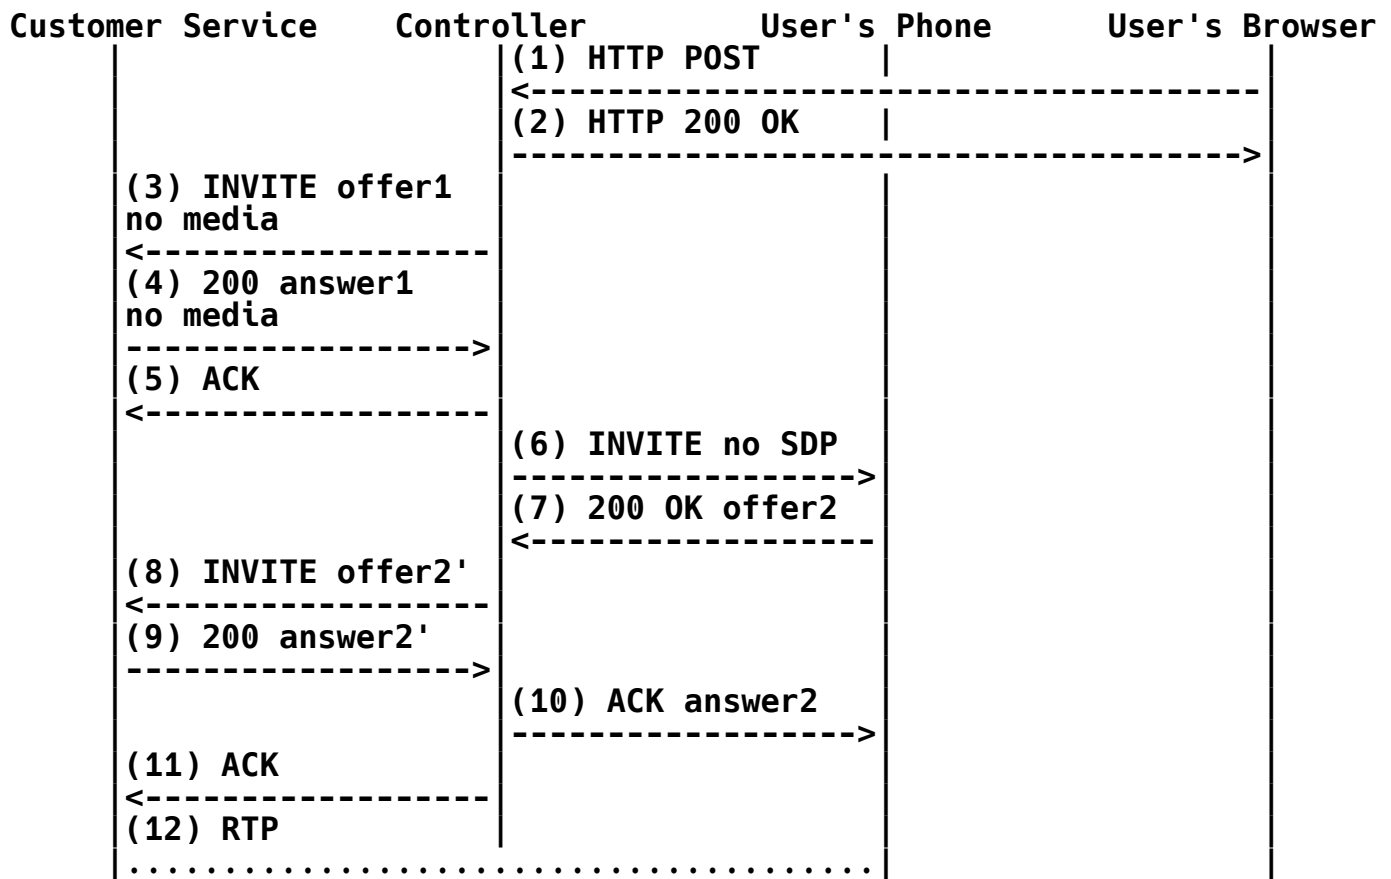 Customer Service    Controller         User's Phone      User's Browser
(1) HTTP POST
(2) HTTP 200 OK
(3) INVITE offer1
no media
(4) 200 answer1
no media
(5) ACK
(6) INVITE no SDP
(7) 200 OK offer2
(8) INVITE offer2'
(9) 200 answer2'
(10) ACK answer2
(11) ACK
(12) RTP